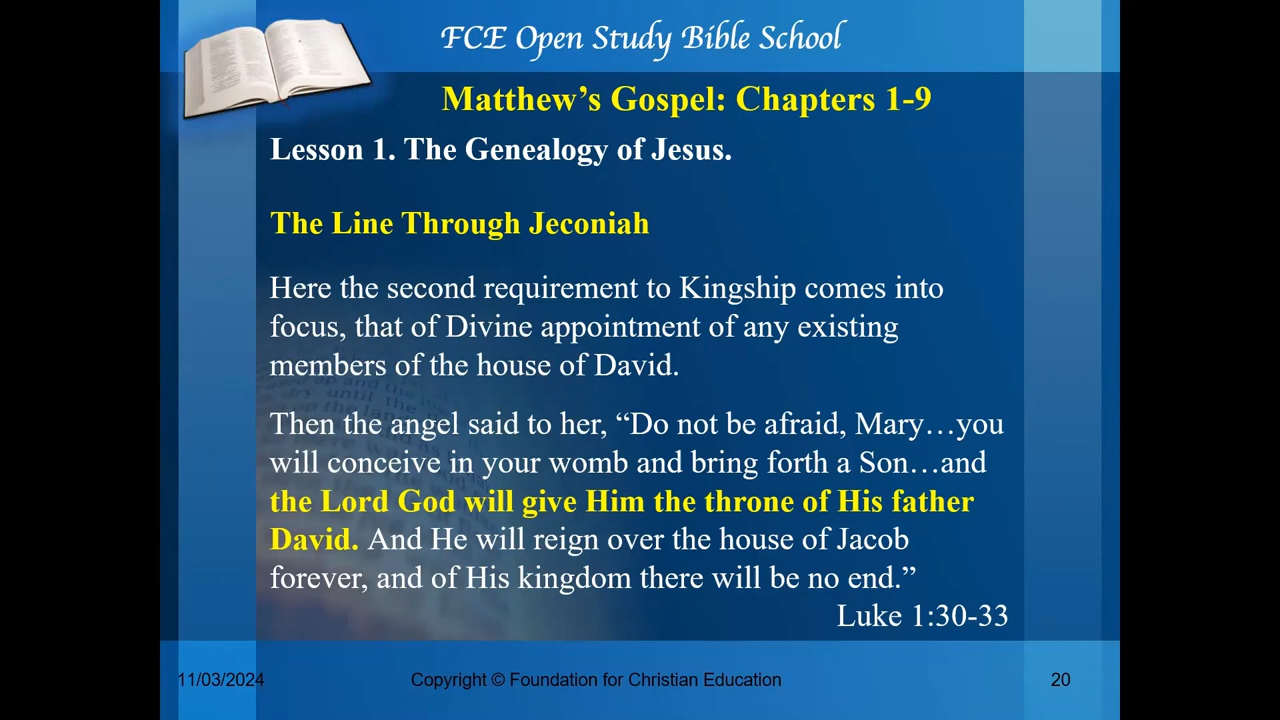 FCE Open Study Bible School
Matthew’s Gospel: Chapters 1-9
Lesson 1. The Genealogy of Jesus.
The Line Through Jeconiah
Here the second requirement to Kingship comes into
focus, that of Divine appointment of any existing
members of the house of David.
Then the angel said to her, “Do not be afraid, Mary…you
will conceive in your womb and bring forth a Son…and
the Lord God will give Him the throne of His father
David. And He will reign over the house of Jacob
forever, and of His kingdom there will be no end.”
Luke 1:30-33
11/03/2024
Copyright © Foundation for Christian Education
20